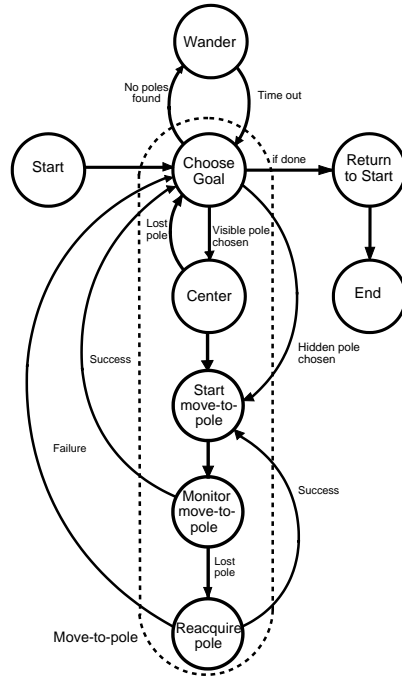 Wander
No poles
found
Time out
Start
Choose
Goal
if done
Return
to Start
Lost
pole
Visible pole
chosen
Center
End
Hidden pole
chosen
Success
Start
move-to-
pole
Failure
Monitor
move-to-
pole
Success
Lost
pole
Reacquire
pole
Move-to-pole